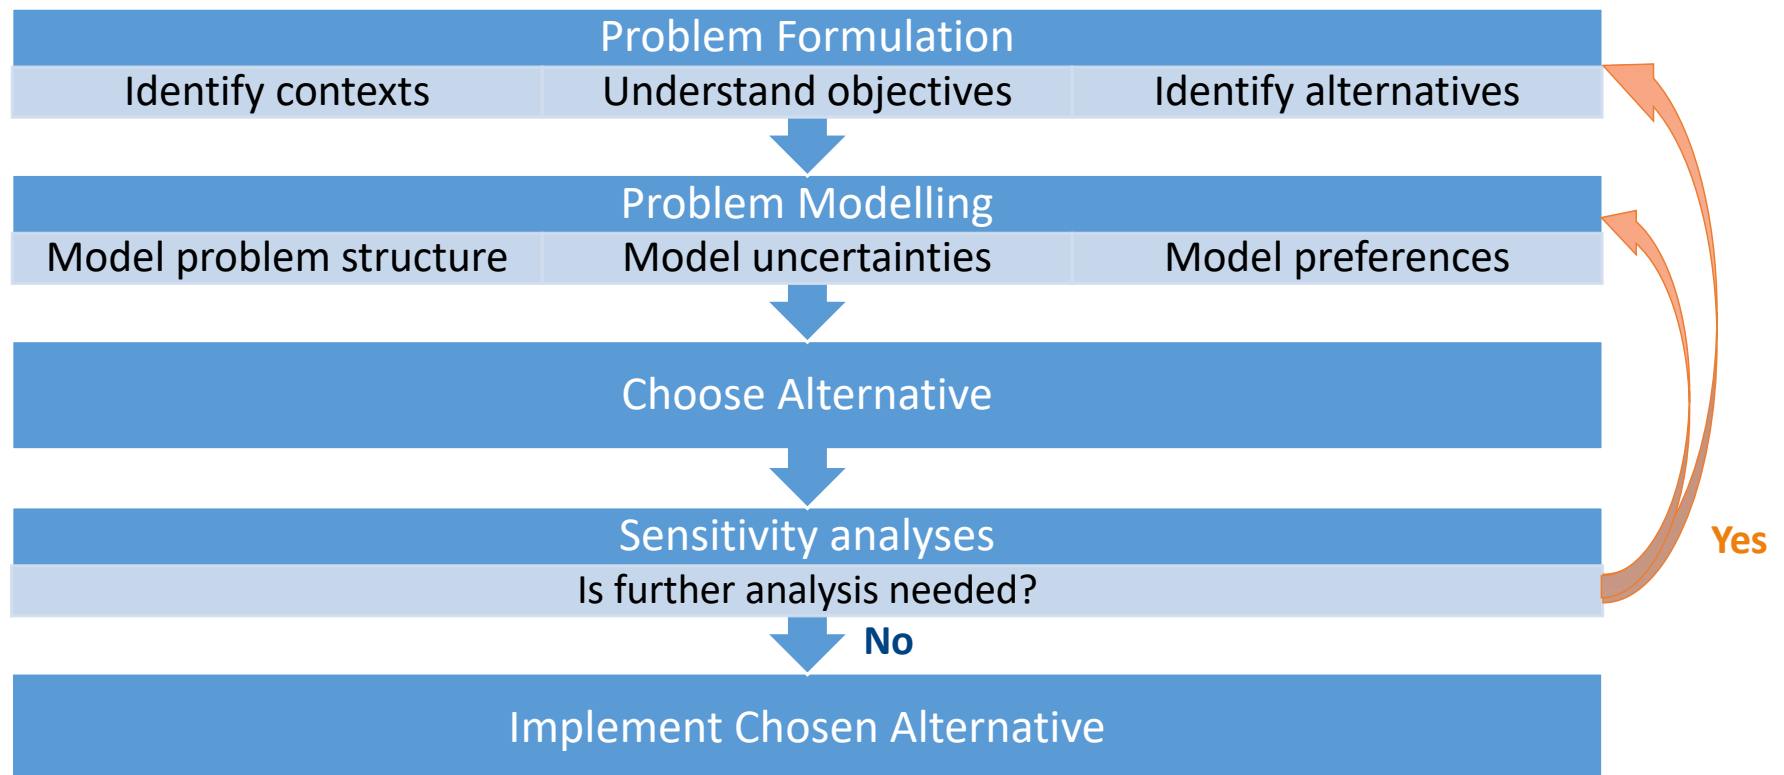 Problem Formulation
Identify contexts
Understand objectives
Identify alternatives
Problem Modelling
Model problem structure
Model uncertainties
Model preferences
Choose Alternative
Sensitivity analyses
Yes
Is further analysis needed?
No
Implement Chosen Alternative